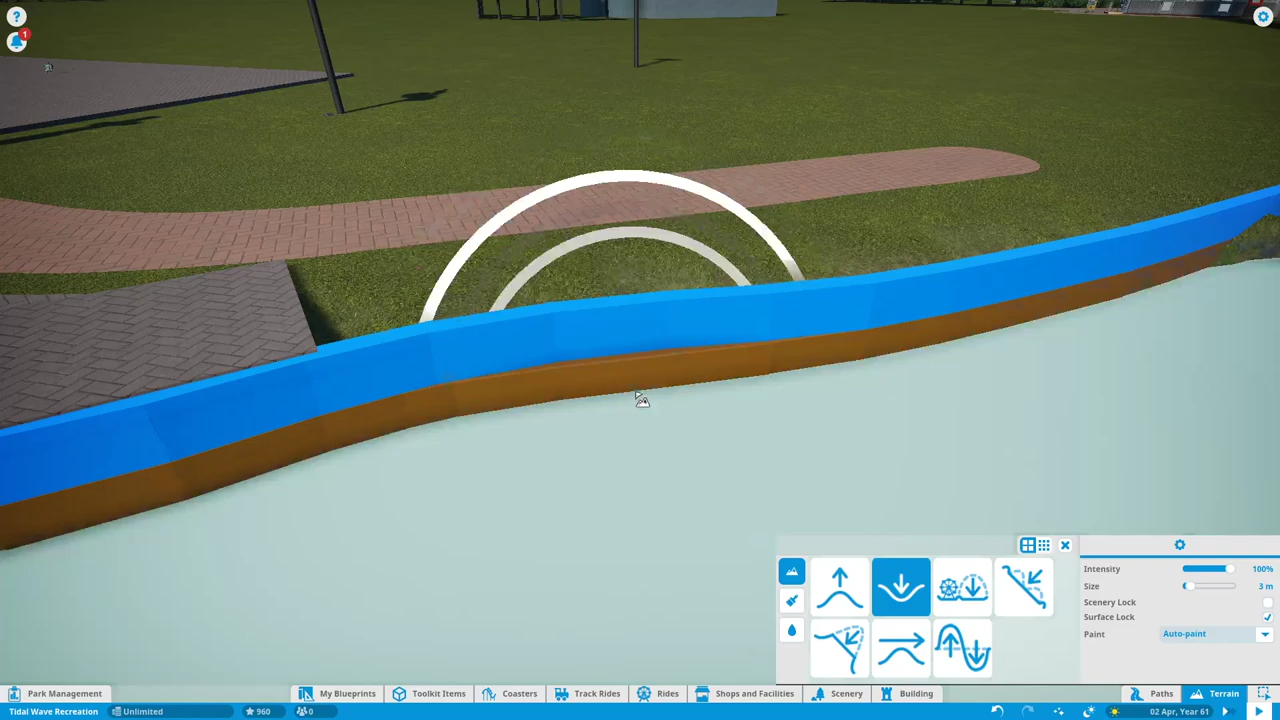 ?
1
Intensity 100%
Size 3 m
Scenery Lock
Surface Lock
Paint Auto-paint
Park Management
My Blueprints
Toolkit Items
Coasters
Track Rides
Rides
Shops and Facilities
Scenery
Building
Paths
Terrain
Tidal Wave Recreation
Unlimited
960
0
02 Apr, Year 61